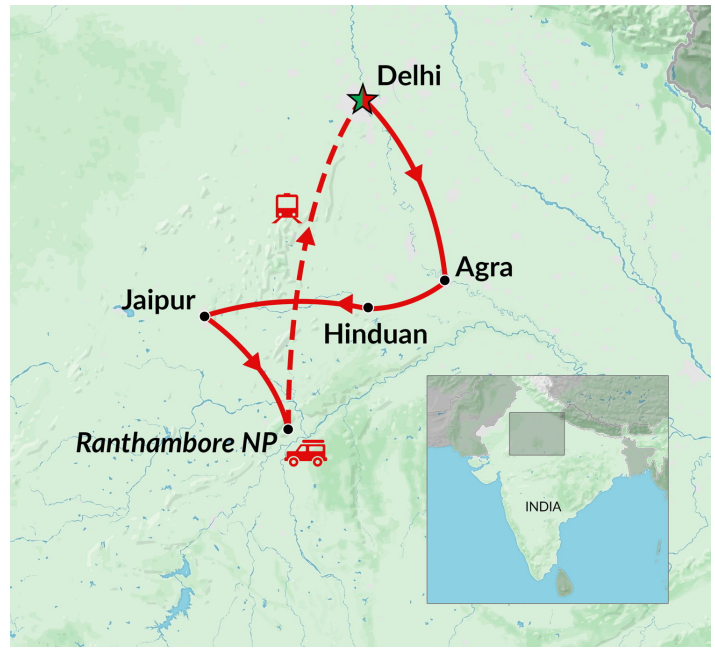 Delhi
Agra
Jaipur
Hinduan
Ranthambore NP
INDIA